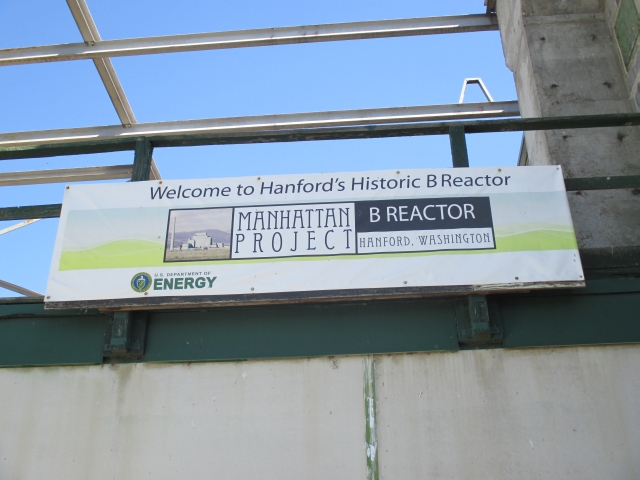 Welcome to Hanford's Historic B Reactor
MANHATTAN
PROJECT
B REACTOR
HANFORD, WASHINGTON
U.S. DEPARTMENT OF
ENERGY